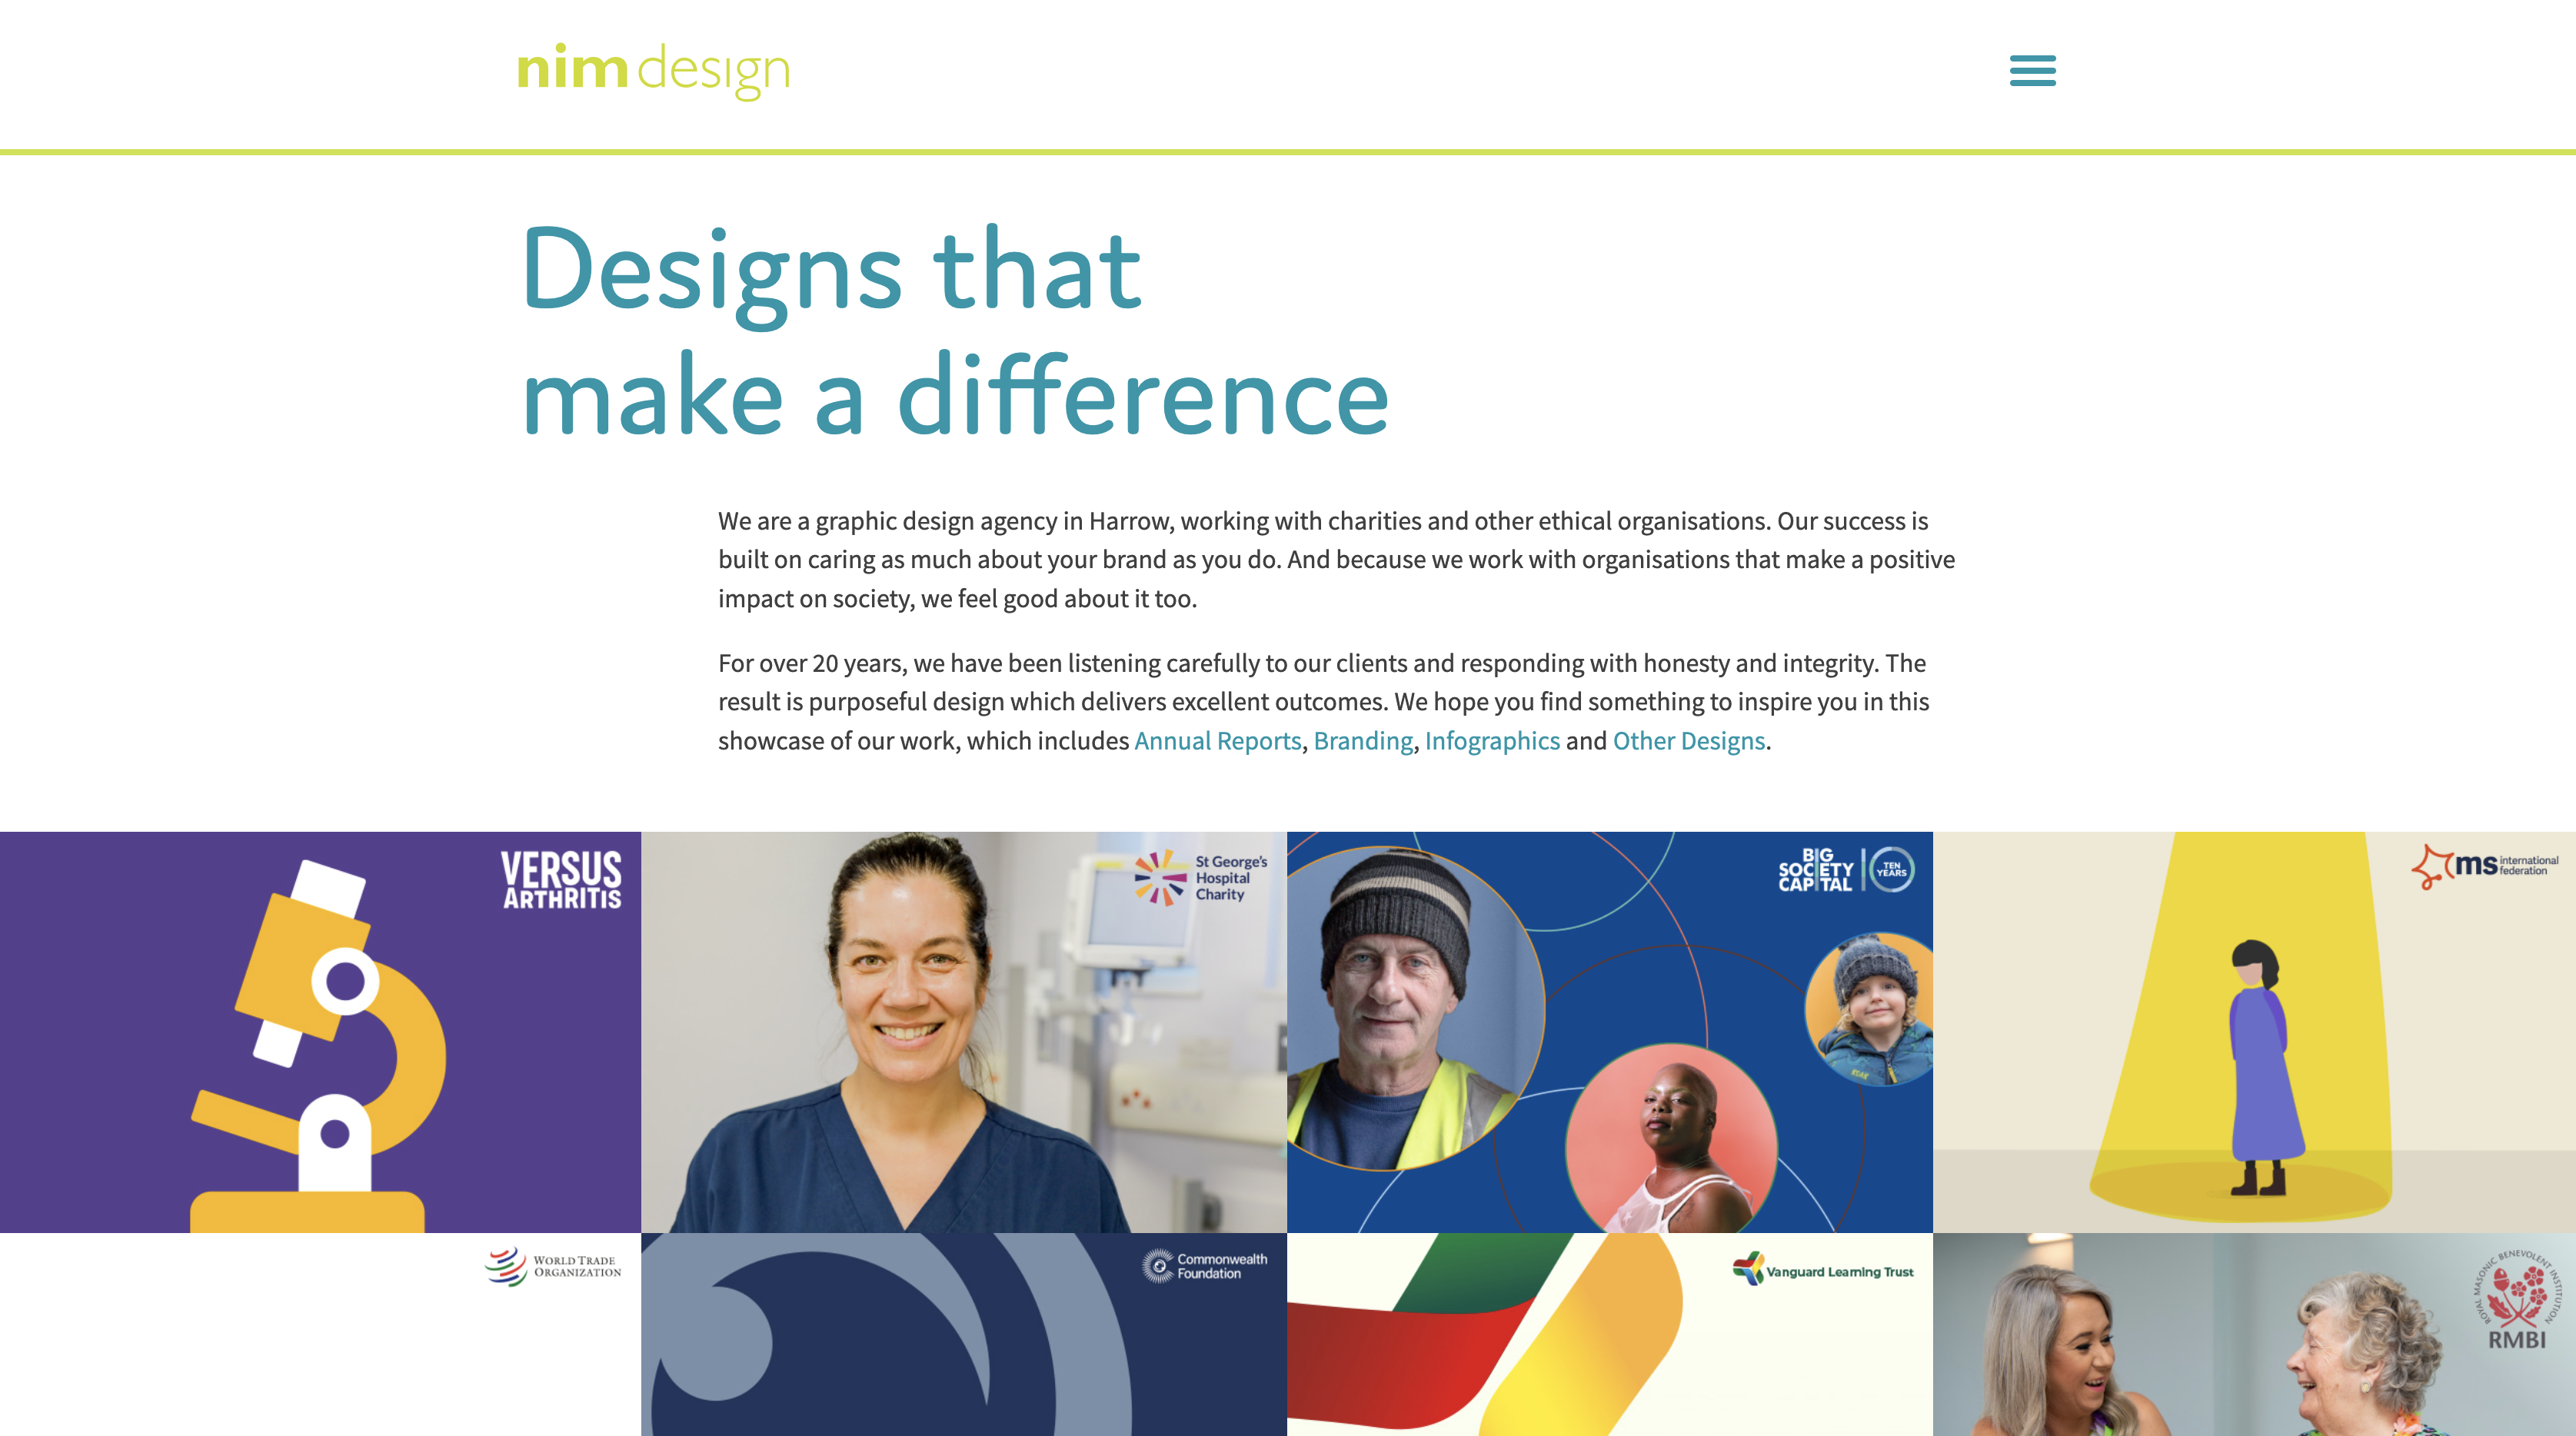 nim design
Designs that
make a difference
We are a graphic design agency in Harrow, working with charities and other ethical organisations. Our success is
built on caring as much about your brand as you do. And because we work with organisations that make a positive
impact on society, we feel good about it too.
For over 20 years, we have been listening carefully to our clients and responding with honesty and integrity. The
result is purposeful design which delivers excellent outcomes. We hope you find something to inspire you in this
showcase of our work, which includes Annual Reports, Branding, Infographics and Other Designs.
VERSUS
ARTHRITIS
St George's
Hospital
Charity
BIG
SOCIETY
CAPITAL
TEN
YEARS
ms international
federation
WORLD TRADE
ORGANIZATION
Commonwealth
Foundation
Vanguard Learning Trust
ROYAL MASONIC BENEVOLENT INSTITUTION
RMBI